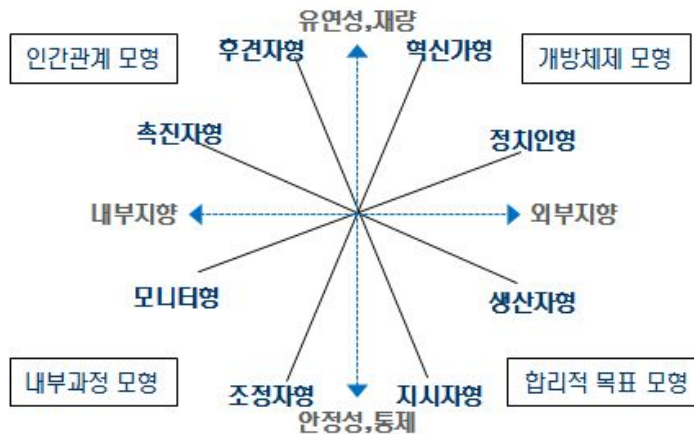 유연성,재량
인간관계 모형
후견자형
혁신가형
개방체제 모형
촉진자형
정치인형
내부지향
외부지향
모니터형
생산자형
내부과정 모형
조정자형
지시자형
합리적 목표 모형
안정성,통제